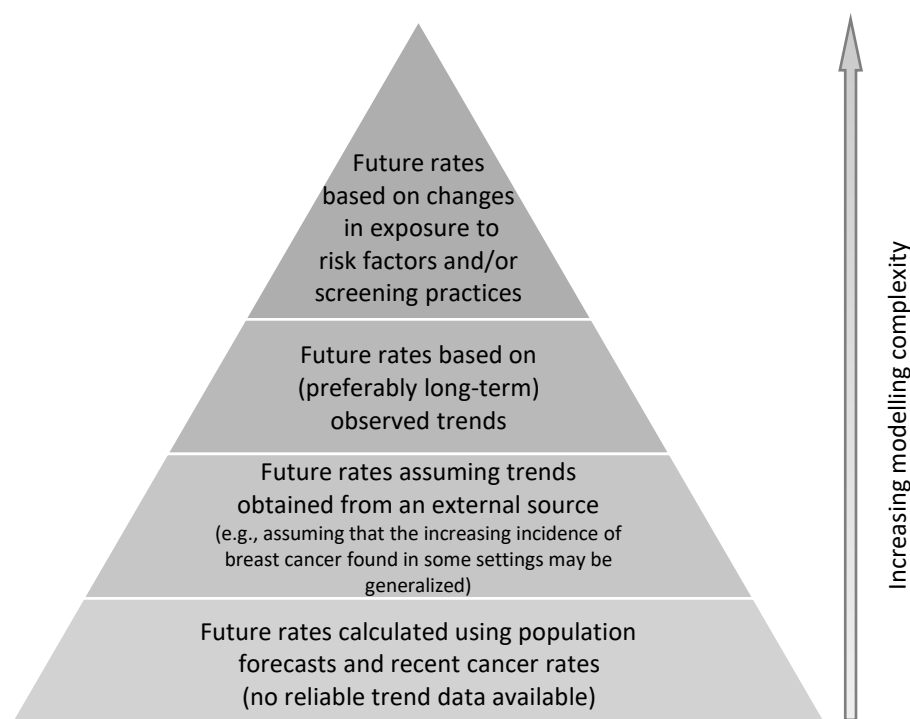 Future rates
based on changes
in exposure to
risk factors and/or
screening practices
Future rates based on
(preferably long-term)
observed trends
Future rates assuming trends
obtained from an external source
(e.g., assuming that the increasing incidence of
breast cancer found in some settings may be
generalized)
Future rates calculated using population
forecasts and recent cancer rates
(no reliable trend data available)
Increasing modelling complexity